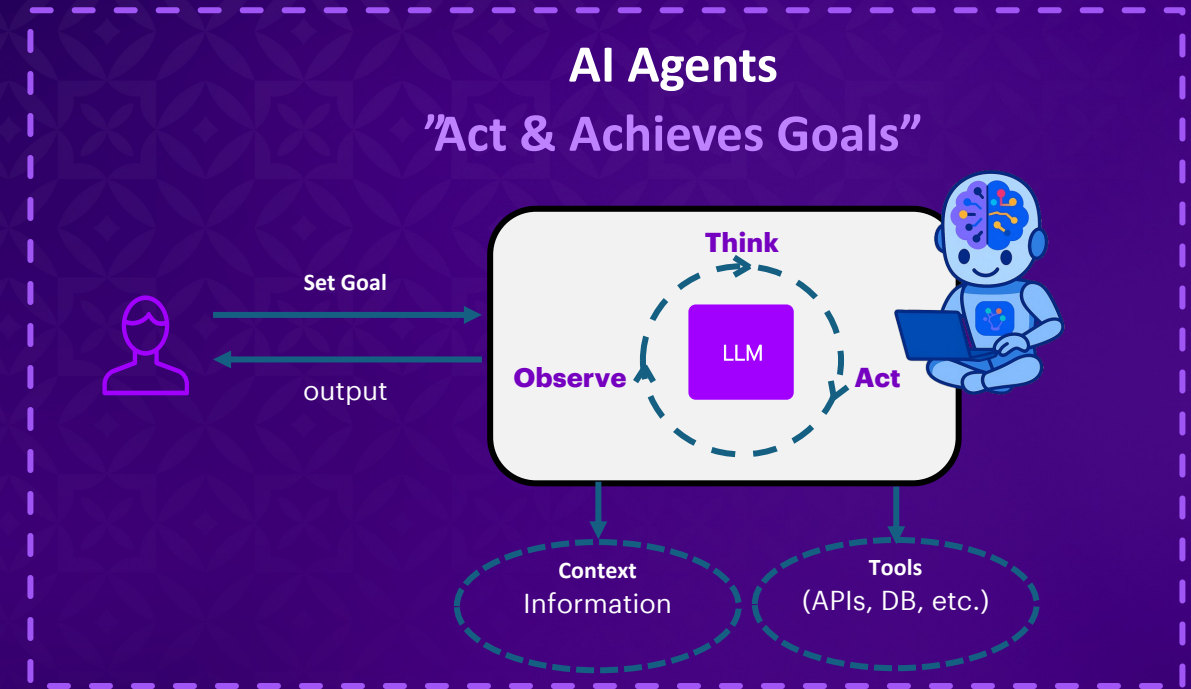 AI Agents
”Act & Achieves Goals”
Think
Set Goal
LLM
Observe
Act
output
Context
Information
Tools
(APIs, DB, etc.)